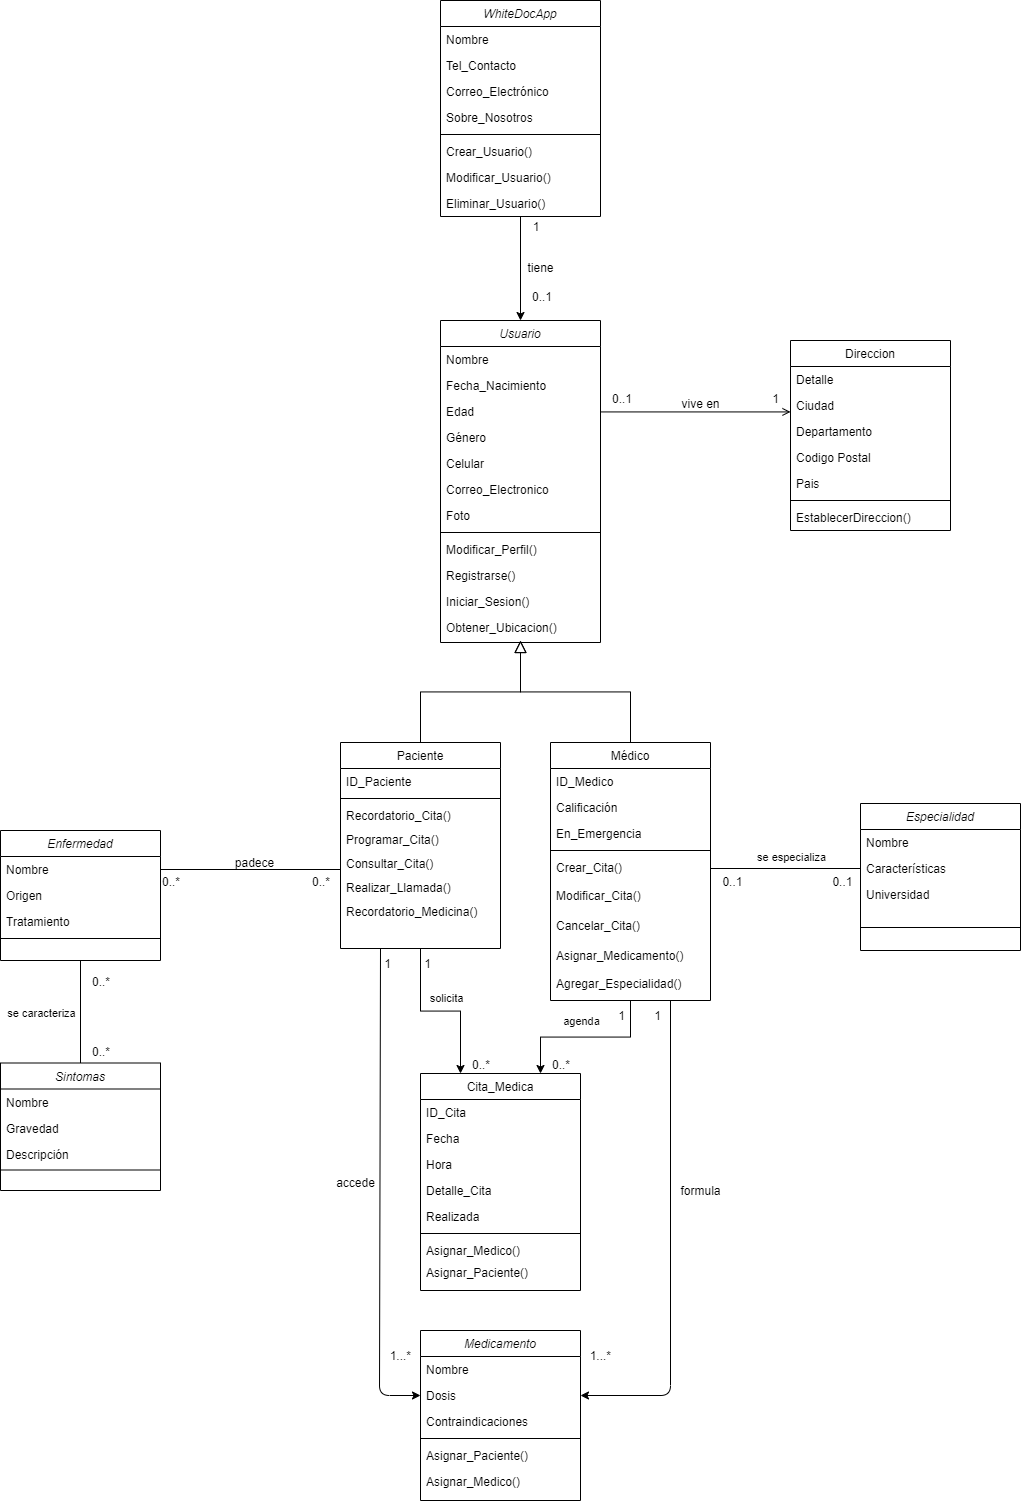 WhiteDocApp
Nombre
Tel_Contacto
Correo_Electrónico
Sobre_Nosotros
Crear_Usuario()
Modificar_Usuario()
Eliminar_Usuario()
1
tiene
0..1
Usuario
Nombre
Fecha_Nacimiento
Edad
Género
Celular
Correo_Electronico
Foto
Modificar_Perfil()
Registrarse()
Iniciar_Sesion()
Obtener_Ubicacion()
0..1
vive en
1
Direccion
Detalle
Ciudad
Departamento
Codigo Postal
Pais
EstablecerDireccion()
Paciente
ID_Paciente
Recordatorio_Cita()
Programar_Cita()
Consultar_Cita()
Realizar_Llamada()
Recordatorio_Medicina()
Médico
ID_Medico
Calificación
En_Emergencia
Crear_Cita()
Modificar_Cita()
Cancelar_Cita()
Asignar_Medicamento()
Agregar_Especialidad()
se especializa
0..1
0..1
Especialidad
Nombre
Características
Universidad
Enfermedad
Nombre
Origen
Tratamiento
padece
0..*
0..*
0..*
se caracteriza
0..*
Sintomas
Nombre
Gravedad
Descripción
1
1
solicita
0..*
agenda
1
1
0..*
Cita_Medica
ID_Cita
Fecha
Hora
Detalle_Cita
Realizada
Asignar_Medico()
Asignar_Paciente()
accede
formula
1...*
1...*
Medicamento
Nombre
Dosis
Contraindicaciones
Asignar_Paciente()
Asignar_Medico()